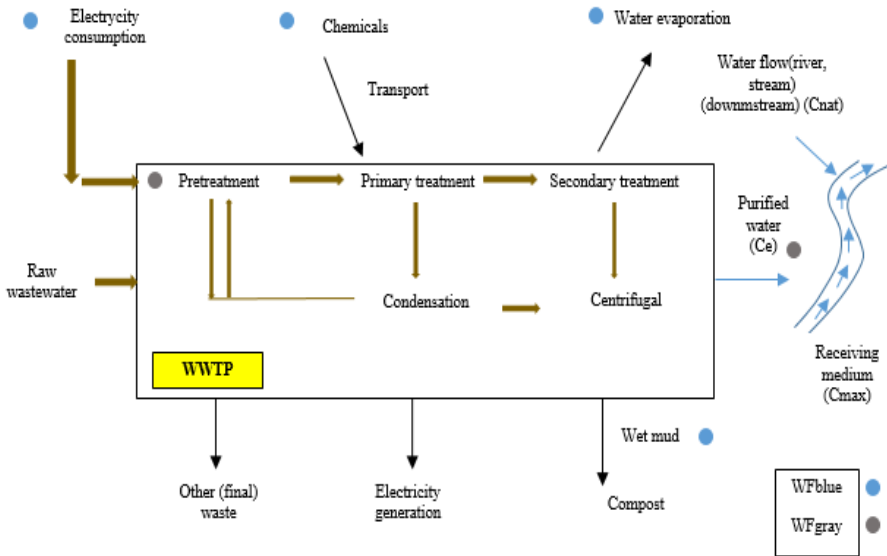 Electrycity
consumption
Chemicals
Water evaporation
Transport
Water flow(river,
stream)
(downmstream) (Cnat)
Pretreatment
Primary treatment
Secondary treatment
Purified
water
(Ce)
Raw
wastewater
Condensation
Centrifugal
WWTP
Receiving
medium
(Cmax)
Wet mud
Other (final)
waste
Electricity
generation
Compost
WFblue
WFgray